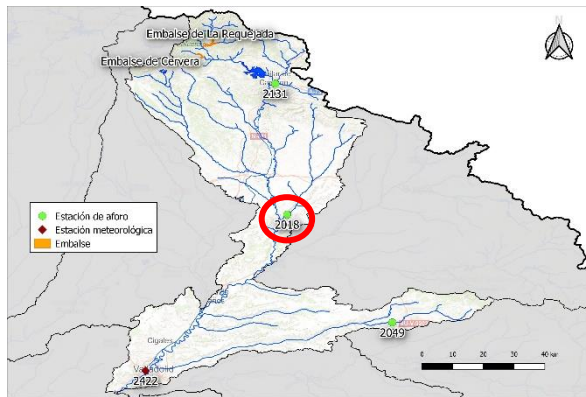 N
Embalse de La Requejada
Embalse de Cervera
2131
2018
Estación de aforo
Estación meteorológica
Embalse
2049
Cigales
Valladolid
2422
0 10 20 30 40 km